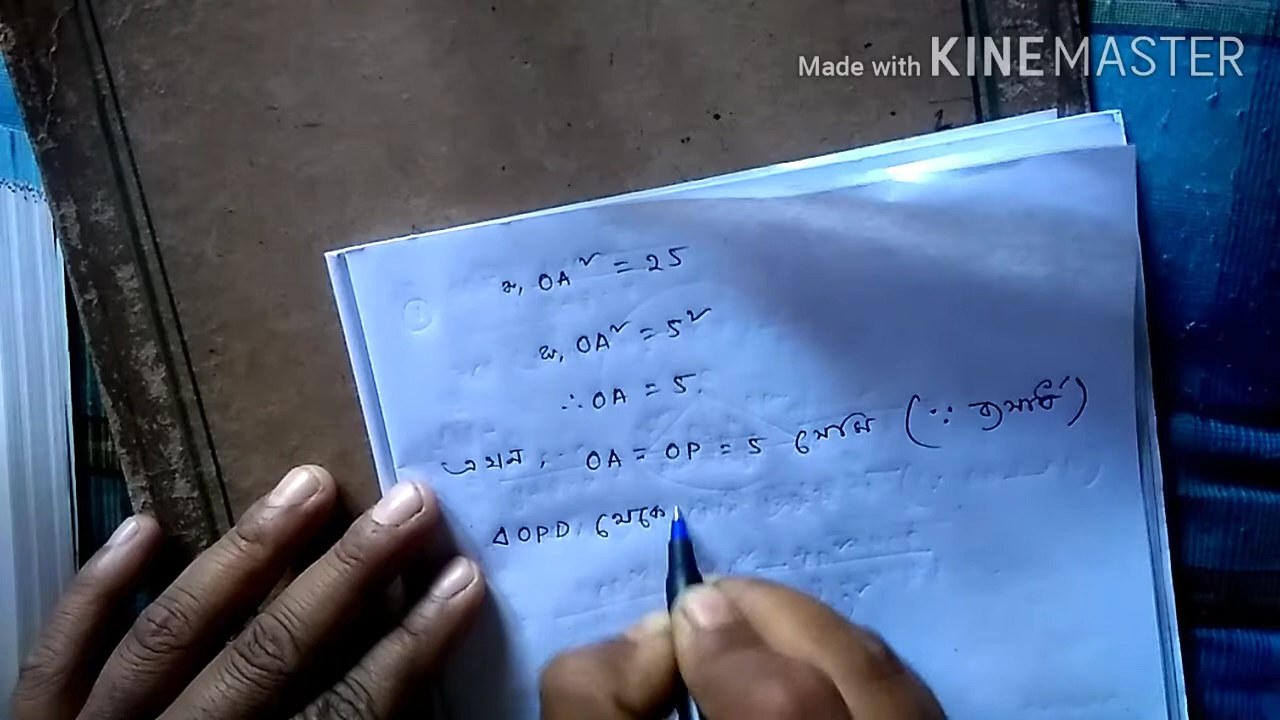 Made with KINEMASTER
বা, OA² = 25
বা, OA² = 5²
∴ OA = 5.
এখন, OA = OP = 5 সেমি (∵ ব্যাসার্ধ)
ΔOPD থেকে